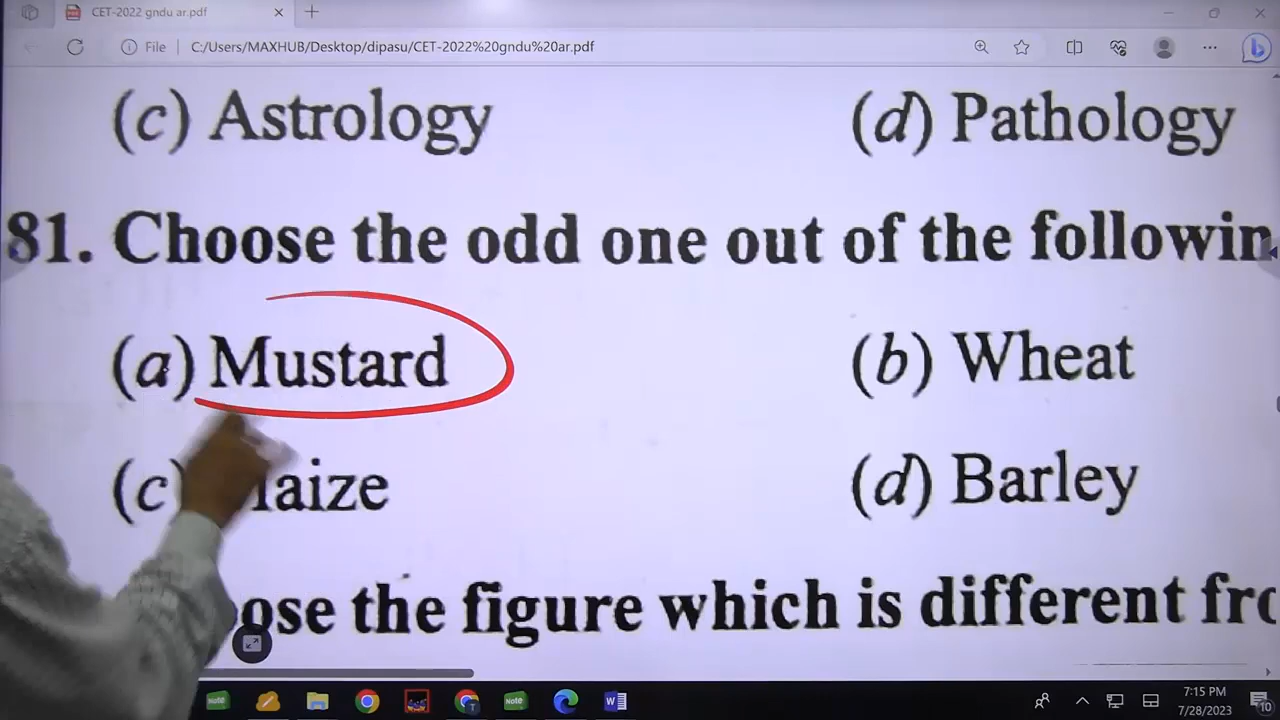 CET-2022 gndu ar.pdf
File C:/Users/MAXHUB/Desktop/dipasu/CET-2022%20gndu%20ar.pdf
(c) Astrology (d) Pathology
81. Choose the odd one out of the followin
(a) Mustard (b) Wheat
(c) aize (d) Barley
ose the figure which is different fro
7:15 PM
7/28/2023